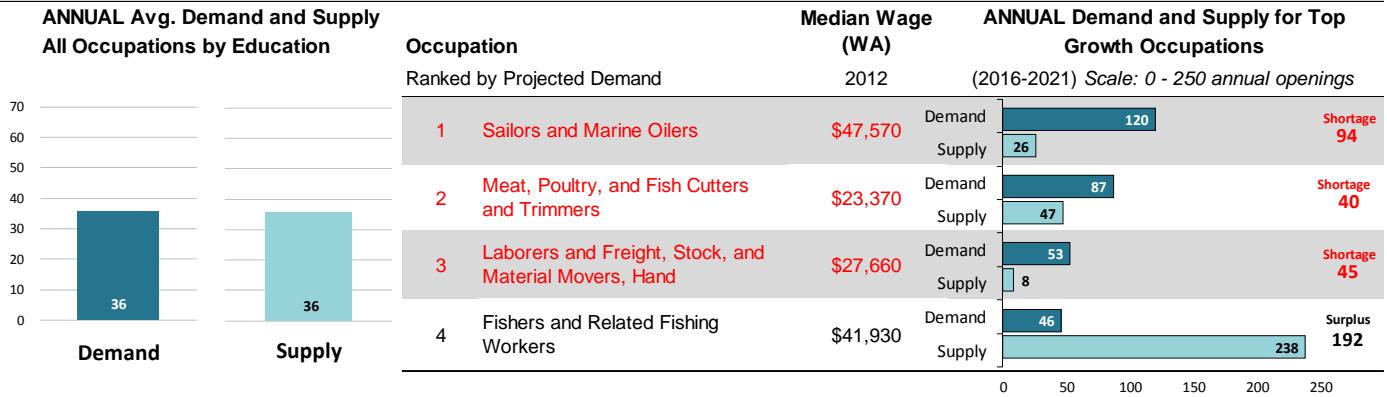 ANNUAL Avg. Demand and Supply
All Occupations by Education
70
60
50
40
30
20
10
0
36
36
Demand
Supply
Occupation
Median Wage
(WA)
ANNUAL Demand and Supply for Top
Growth Occupations
Ranked by Projected Demand
2012
(2016-2021) Scale: 0 - 250 annual openings
1
Sailors and Marine Oilers
$47,570
Demand
120
Supply
26
Shortage
94
2
Meat, Poultry, and Fish Cutters
and Trimmers
$23,370
Demand
87
Supply
47
Shortage
40
3
Laborers and Freight, Stock, and
Material Movers, Hand
$27,660
Demand
53
Supply
8
Shortage
45
4
Fishers and Related Fishing
Workers
$41,930
Demand
46
Supply
238
Surplus
192
0 50 100 150 200 250